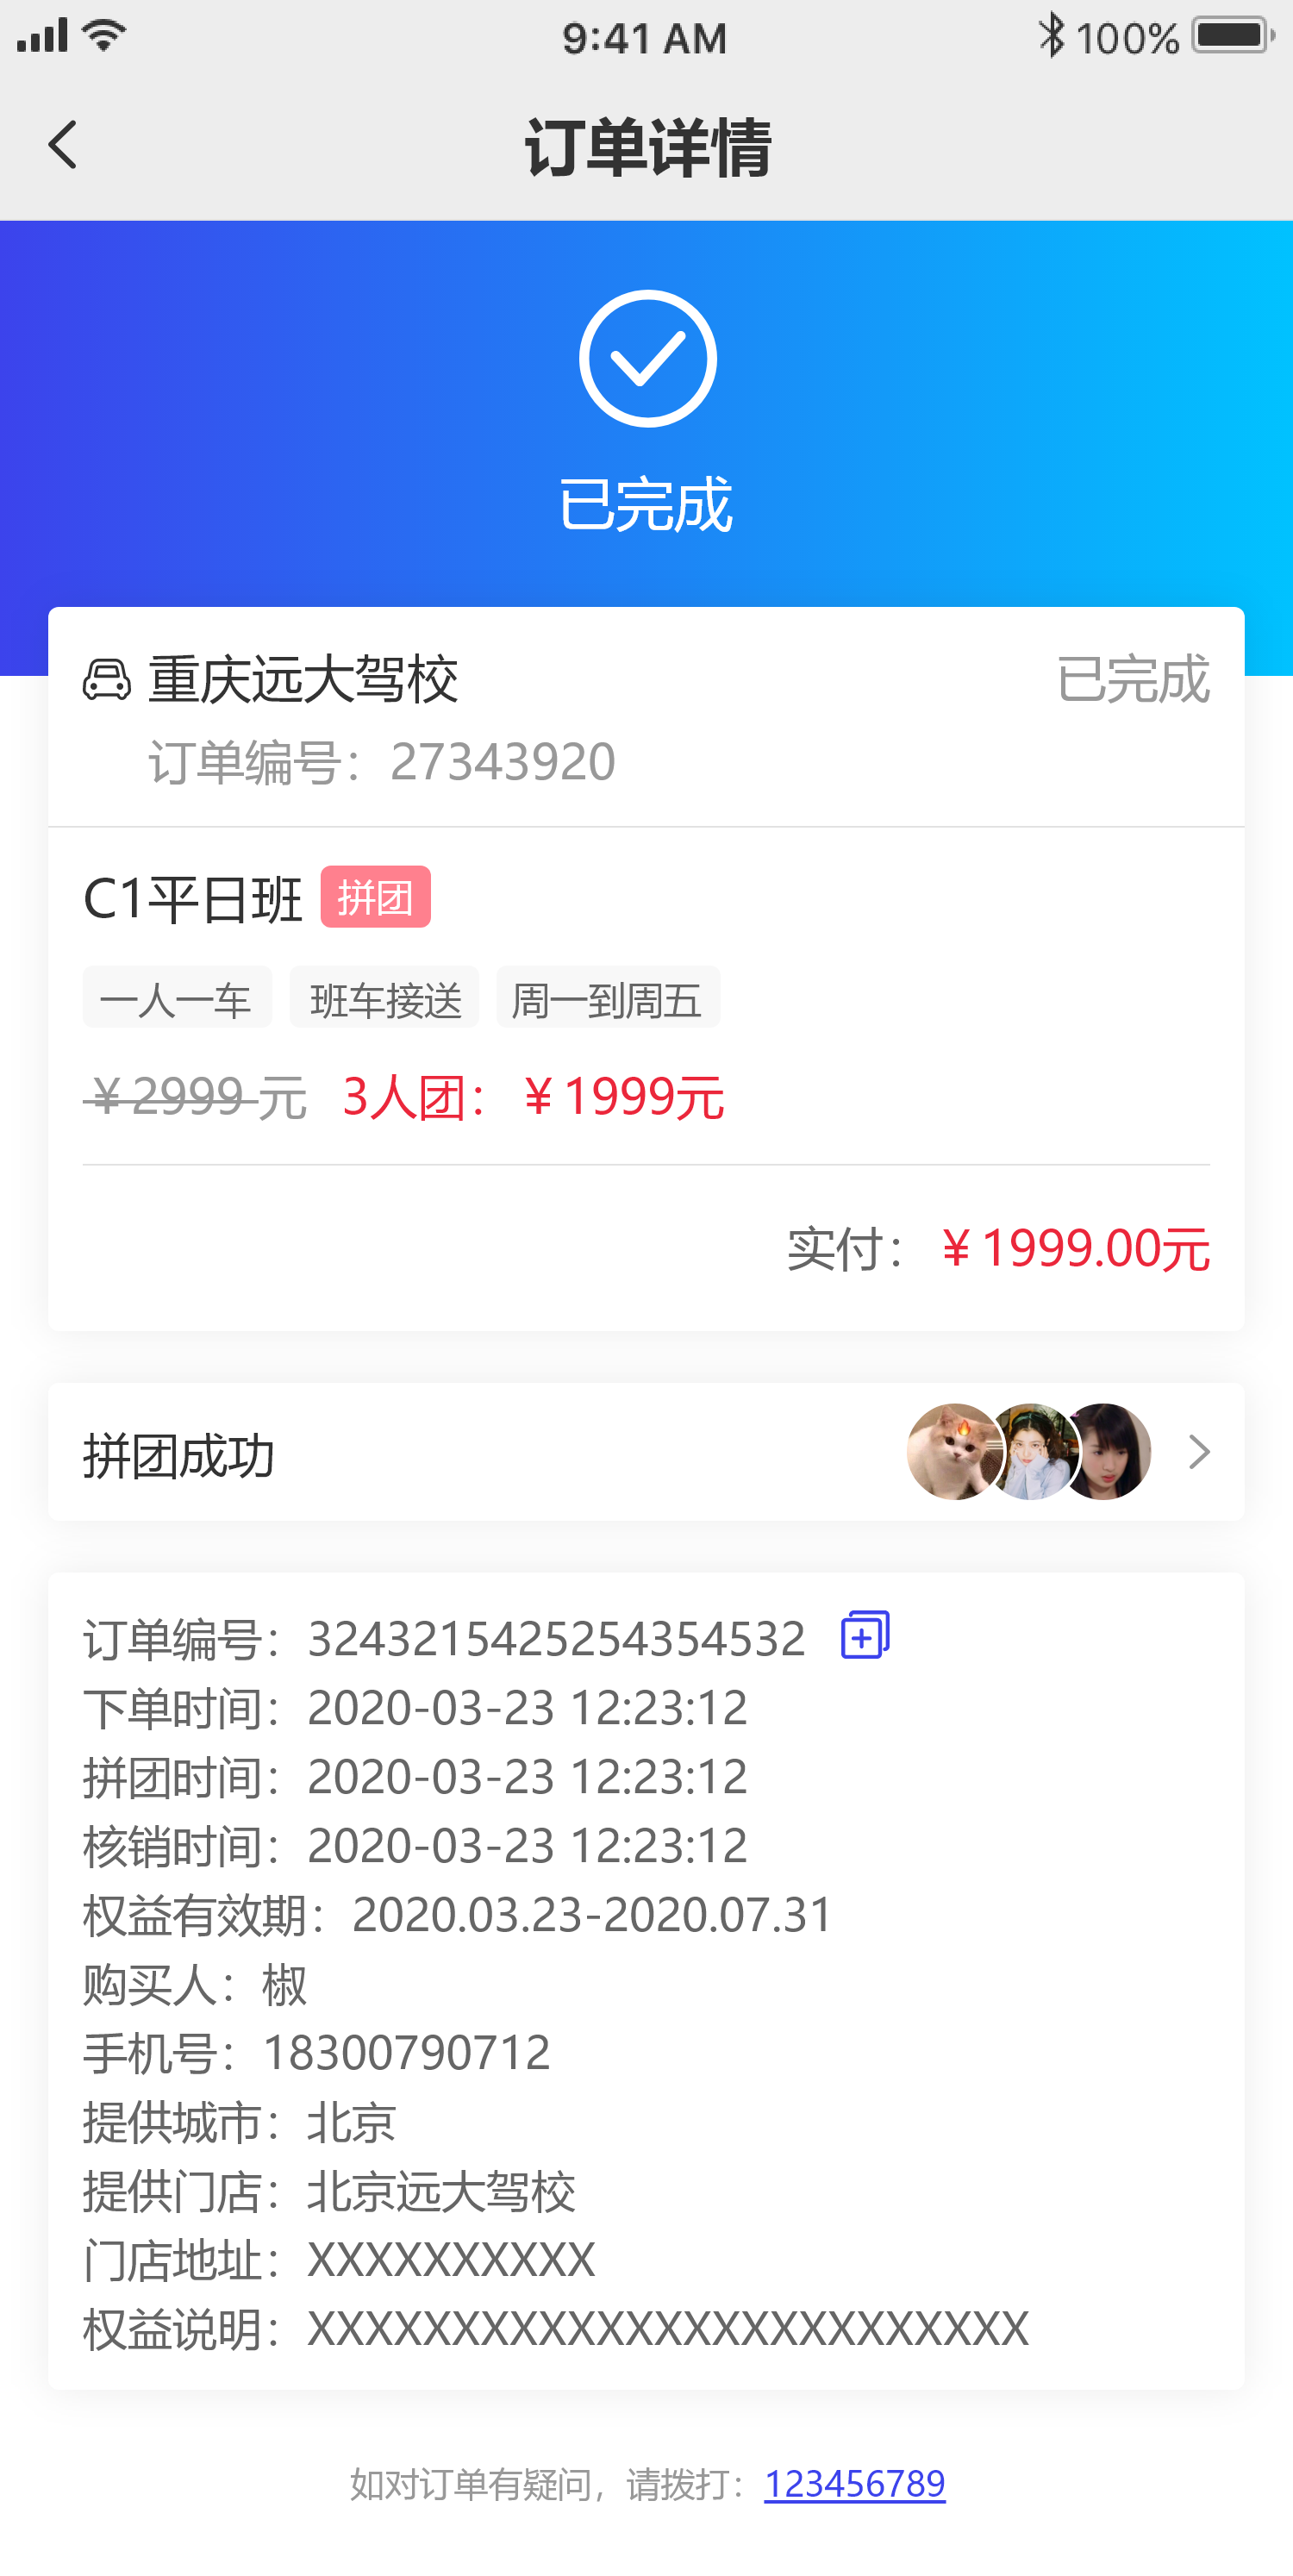 9:41 AM
100%
订单详情
已完成
重庆远大驾校
已完成
订单编号：27343920
C1平日班
拼团
一人一车
班车接送
周一到周五
￥2999 元
3人团：￥1999元
实付：￥1999.00元
拼团成功
订单编号：3243215425254354532
下单时间：2020-03-23 12:23:12
拼团时间：2020-03-23 12:23:12
核销时间：2020-03-23 12:23:12
权益有效期：2020.03.23-2020.07.31
购买人：椒
手机号：18300790712
提供城市：北京
提供门店：北京远大驾校
门店地址：XXXXXXXXXX
权益说明：XXXXXXXXXXXXXXXXXXXXXXXXX
如对订单有疑问，请拨打：123456789